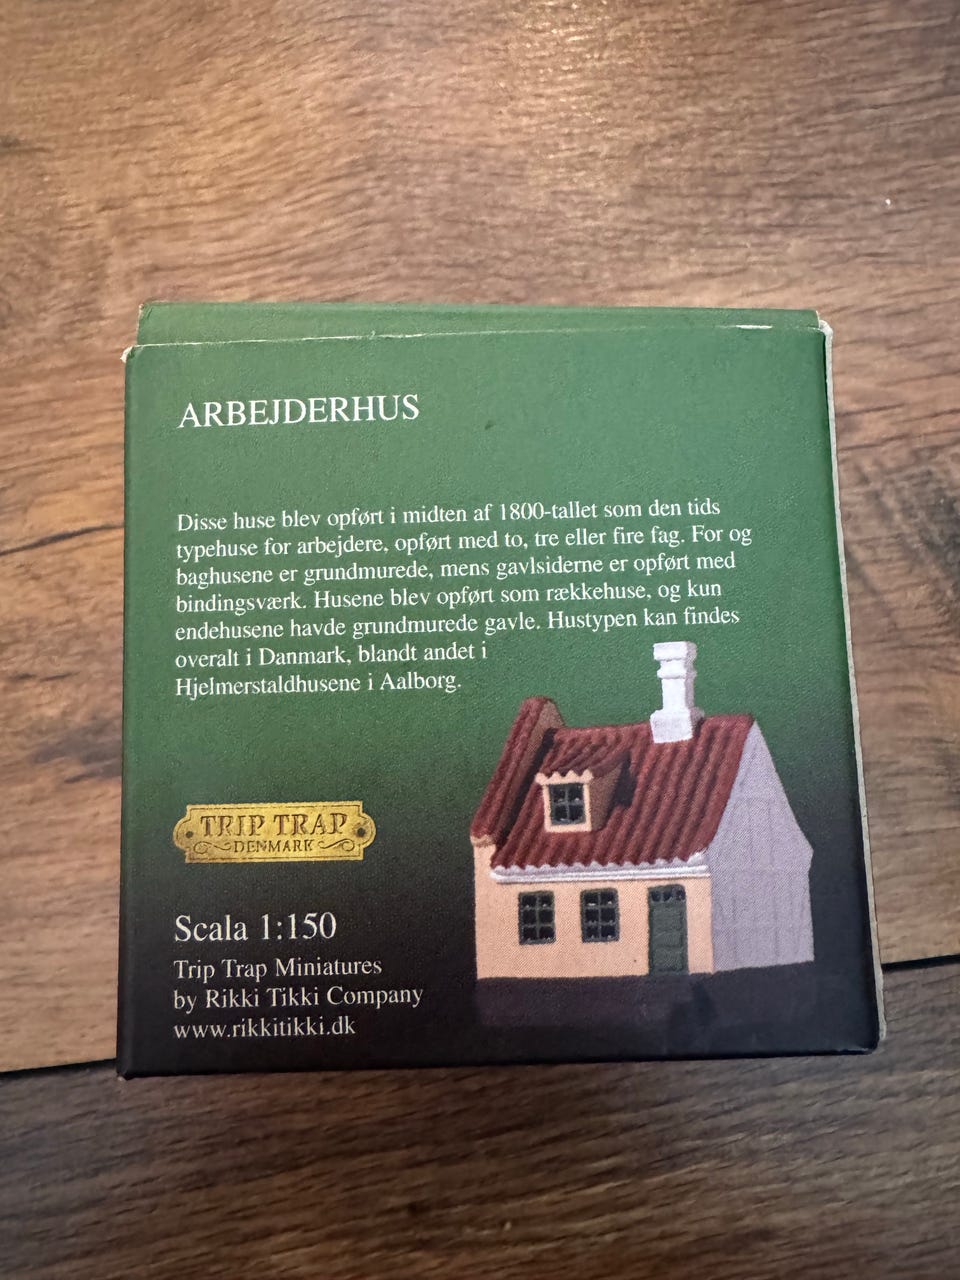 ARBEJDERHUS
Disse huse blev opført i midten af 1800-tallet som den tids
typehuse for arbejdere, opført med to, tre eller fire fag. For og
baghusene er grundmurede, mens gavlsiderne er opført med
bindingsværk. Husene blev opført som rækkehuse, og kun
endehusene havde grundmurede gavle. Hustypen kan findes
overalt i Danmark, blandt andet i
Hjelmerstaldhusene i Aalborg.
TRIP TRAP
DENMARK
Scala 1:150
Trip Trap Miniatures
by Rikki Tikki Company
www.rikkitikki.dk